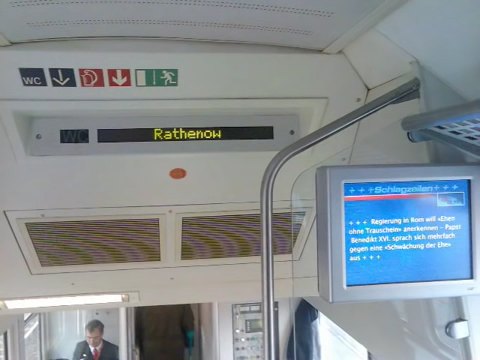 WC
WC
Rathenow
+ + + Schlagzeilen + + +
+ + + Regierung in Rom will «Ehen
ohne Trauschein» anerkennen - Papst
Benedikt XVI. sprach sich mehrfach
gegen eine «Schwächung der Ehe»
aus + + +